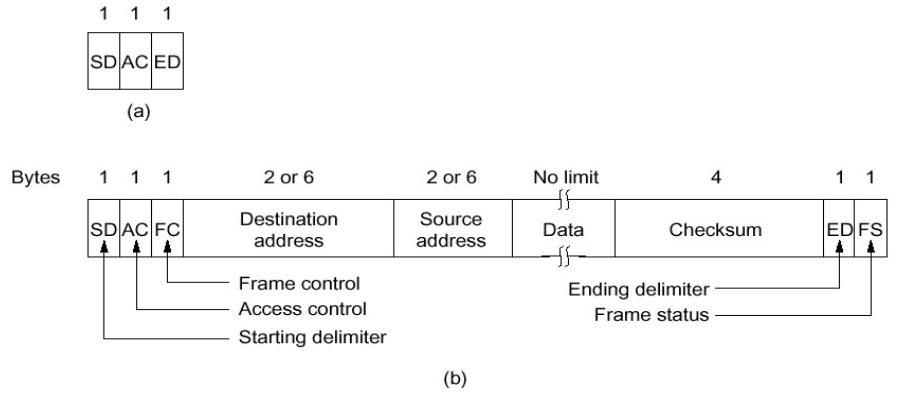 1 1 1
SD AC ED
(a)
Bytes 1 1 1 2 or 6 2 or 6 No limit 4 1 1
SD AC FC Destination address Source address Data Checksum ED FS
Frame control
Access control
Starting delimiter
Ending delimiter
Frame status
(b)